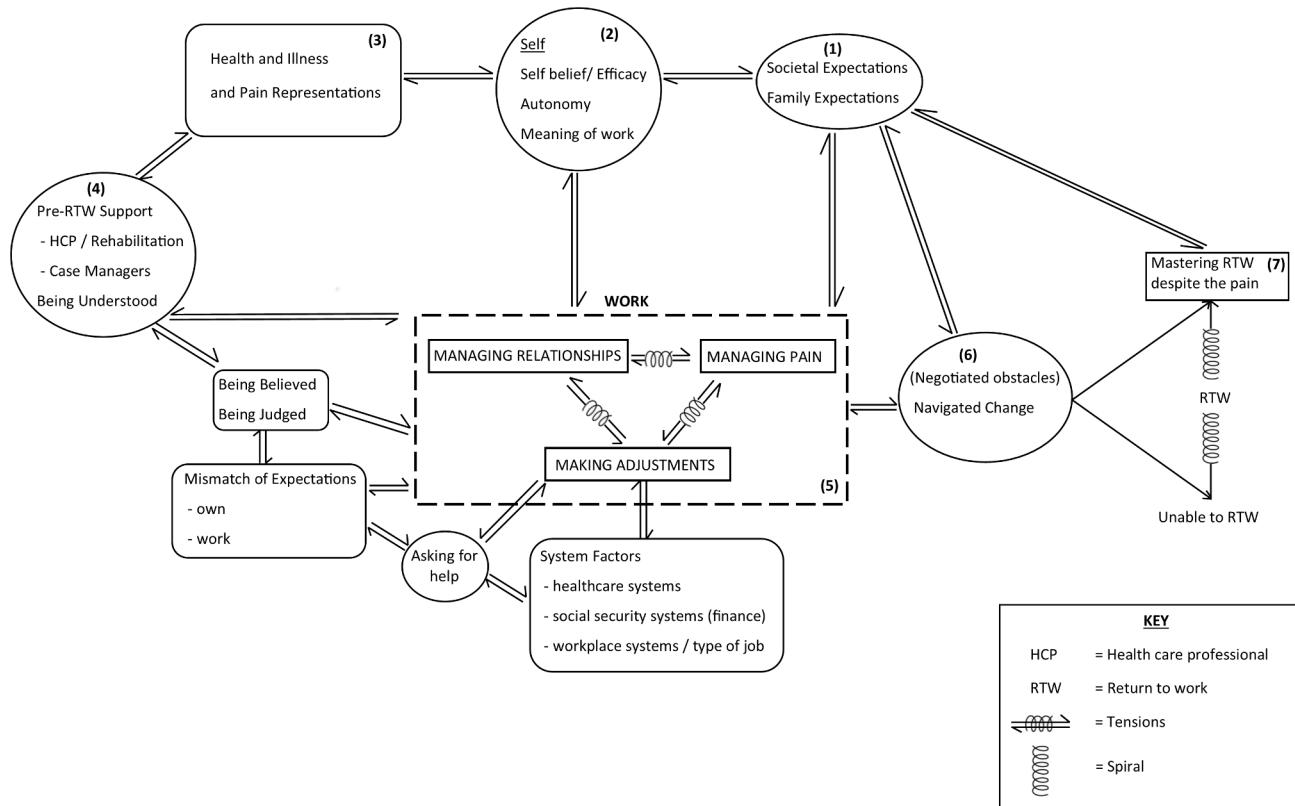 (3)
Health and Illness
and Pain Representations
(2)
Self
Self belief/ Efficacy
Autonomy
Meaning of work
(1)
Societal Expectations
Family Expectations
(4)
Pre-RTW Support
- HCP / Rehabilitation
- Case Managers
Being Understood
(7)
Mastering RTW
despite the pain
WORK
MANAGING RELATIONSHIPS
MANAGING PAIN
MAKING ADJUSTMENTS
(5)
(6)
(Negotiated obstacles)
Navigated Change
RTW
Unable to RTW
Being Believed
Being Judged
Mismatch of Expectations
- own
- work
Asking for
help
System Factors
- healthcare systems
- social security systems (finance)
- workplace systems / type of job
KEY
HCP = Health care professional
RTW = Return to work
= Tensions
= Spiral